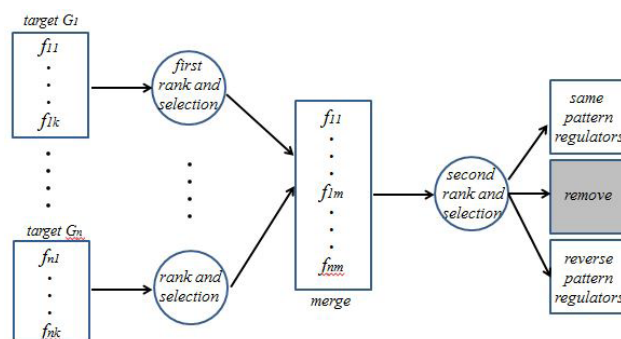 target G1
f11
f1k
first
rank and
selection
target Gn
fn1
fnk
rank and
selection
f11
f1m
fnm
merge
second
rank and
selection
same
pattern
regulators
remove
reverse
pattern
regulators